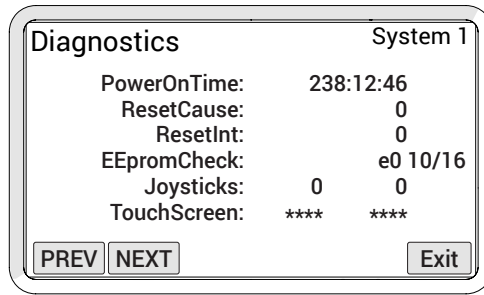 Diagnostics System 1
PowerOnTime: 238:12:46
ResetCause: 0
ResetInt: 0
EEpromCheck: e0 10/16
Joysticks: 0 0
TouchScreen: **** ****
PREV NEXT Exit